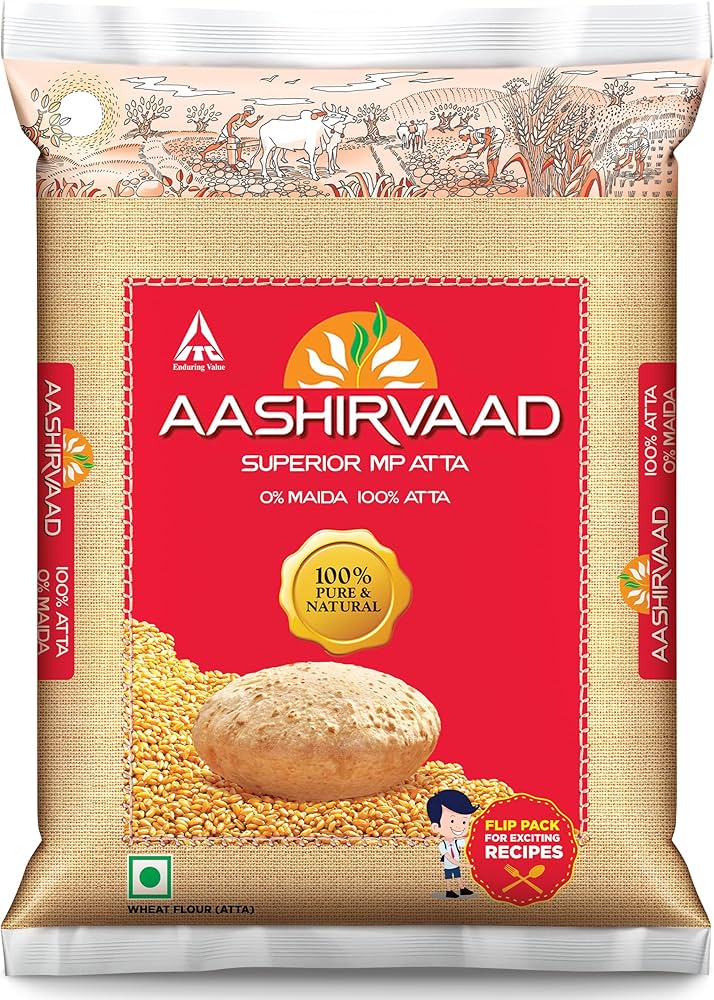 ITC
Enduring Value
AASHIRVAAD
SUPERIOR MP ATTA
0% MAIDA 100% ATTA
100%
PURE &
NATURAL
AASHIRVAAD
100% ATTA
0% MAIDA
AASHIRVAAD
100% ATTA
0% MAIDA
FLIP PACK
FOR EXCITING
RECIPES
WHEAT FLOUR (ATTA)